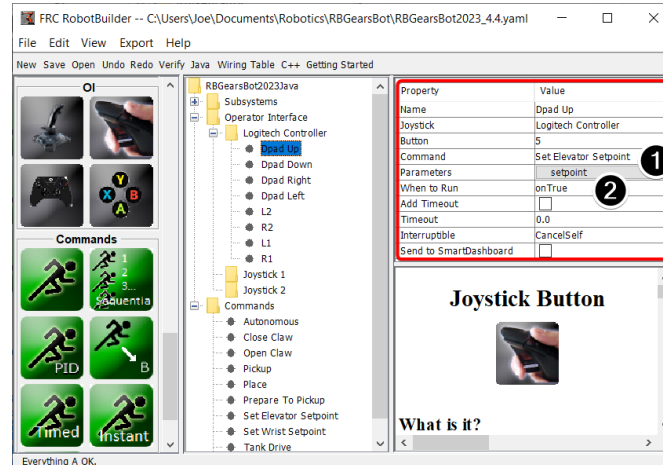 FRC RobotBuilder -- C:\Users\Joe\Documents\Robotics\RBGearsBot\RBGearsBot2023_4.4.yaml
File Edit View Export Help
New Save Open Undo Redo Verify Java Wiring Table C++ Getting Started
OI
Y
X B
A
Commands
1
2
3...
Sequentia
PID
B
Timed
Instant
RBGearsBot2023Java
Subsystems
Operator Interface
Logitech Controller
Dpad Up
Dpad Down
Dpad Right
Dpad Left
L2
R2
L1
R1
Joystick 1
Joystick 2
Commands
Autonomous
Close Claw
Open Claw
Pickup
Place
Prepare To Pickup
Set Elevator Setpoint
Set Wrist Setpoint
Tank Drive
Property Value
Name Dpad Up
Joystick Logitech Controller
Button 5
Command Set Elevator Setpoint
Parameters setpoint
1
When to Run onTrue
2
Add Timeout
Timeout 0.0
Interruptible CancelSelf
Send to SmartDashboard
Joystick Button
What is it?
Everything A OK.